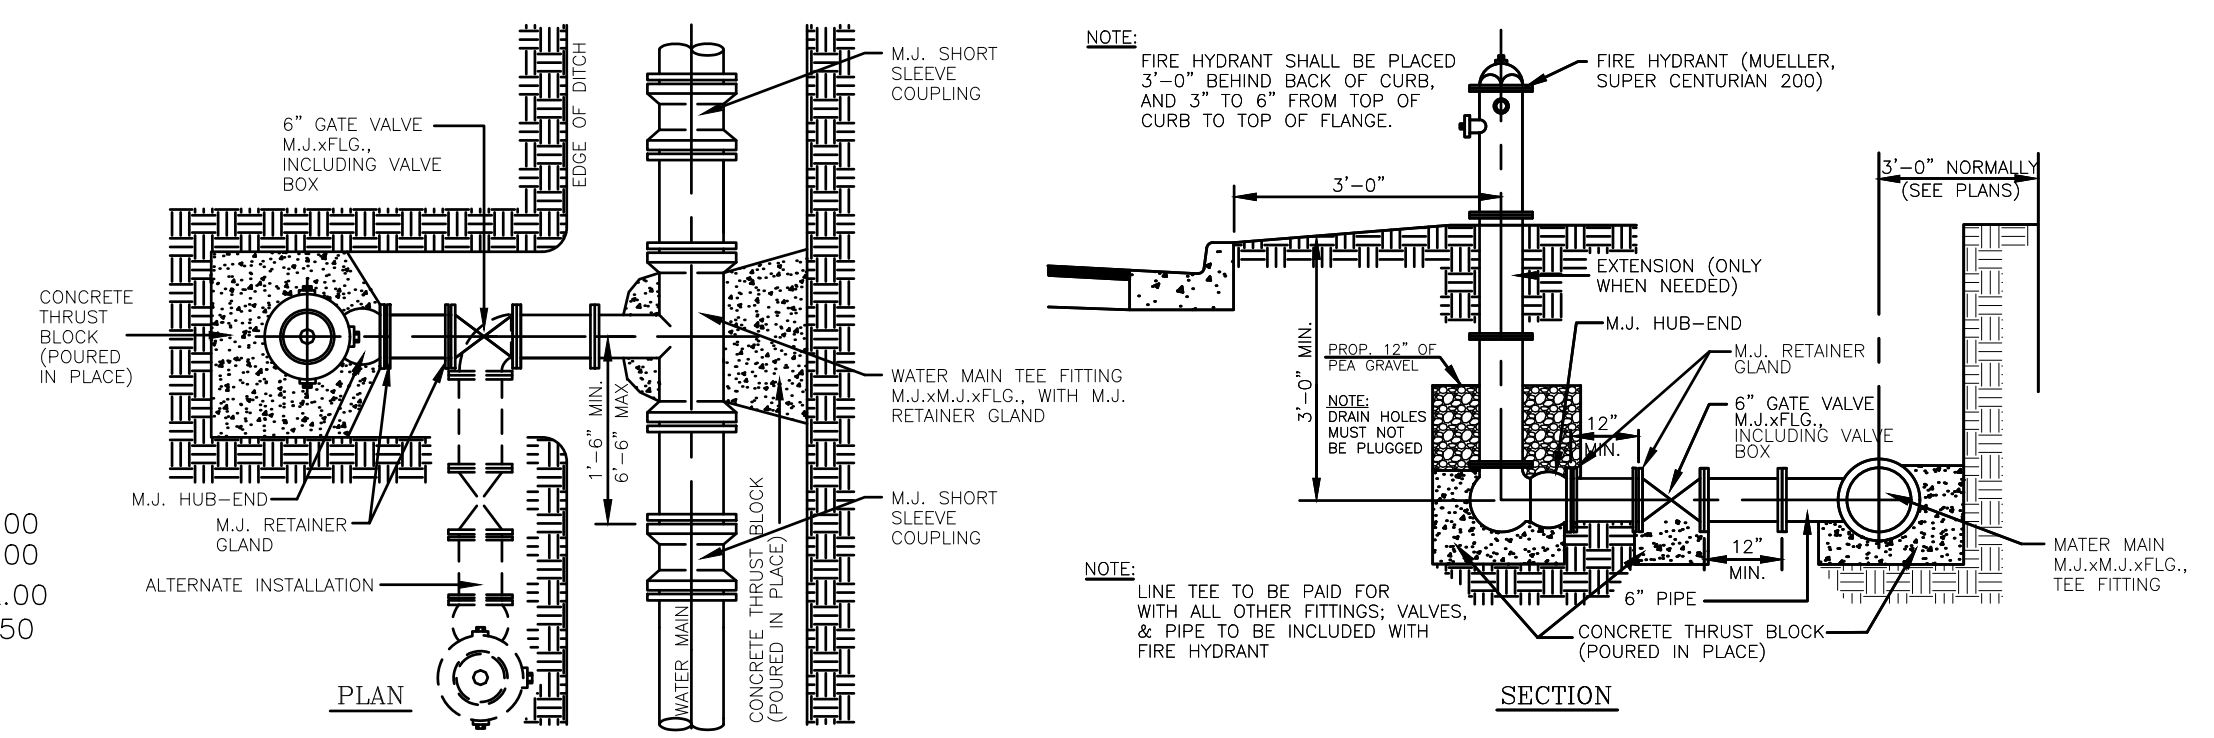 EDGE OF DITCH
M.J. SHORT
SLEEVE
COUPLING
6" GATE VALVE
M.J.xFLG.,
INCLUDING VALVE
BOX
CONCRETE
THRUST
BLOCK
(POURED
IN PLACE)
WATER MAIN TEE FITTING
M.J.xM.J.xFLG., WITH M.J.
RETAINER GLAND
1'-6" MIN.
6'-6" MAX
M.J. HUB-END
M.J. RETAINER
GLAND
M.J. SHORT
SLEEVE
COUPLING
ALTERNATE INSTALLATION
WATER MAIN
CONCRETE THRUST BLOCK
(POURED IN PLACE)
PLAN
00
00
.00
50
NOTE:
FIRE HYDRANT SHALL BE PLACED
3'-0" BEHIND BACK OF CURB,
AND 3" TO 6" FROM TOP OF
CURB TO TOP OF FLANGE.
FIRE HYDRANT (MUELLER,
SUPER CENTURIAN 200)
3'-0"
3'-0" NORMALLY
(SEE PLANS)
EXTENSION (ONLY
WHEN NEEDED)
M.J. HUB-END
3'-0" MIN.
PROP. 12" OF
PEA GRAVEL
NOTE:
DRAIN HOLES
MUST NOT
BE PLUGGED
M.J. RETAINER
GLAND
12"
MIN.
6" GATE VALVE
M.J.xFLG.,
INCLUDING VALVE
BOX
12"
MIN.
MATER MAIN
M.J.xM.J.xFLG.,
TEE FITTING
6" PIPE
NOTE:
LINE TEE TO BE PAID FOR
WITH ALL OTHER FITTINGS; VALVES,
& PIPE TO BE INCLUDED WITH
FIRE HYDRANT
CONCRETE THRUST BLOCK
(POURED IN PLACE)
SECTION